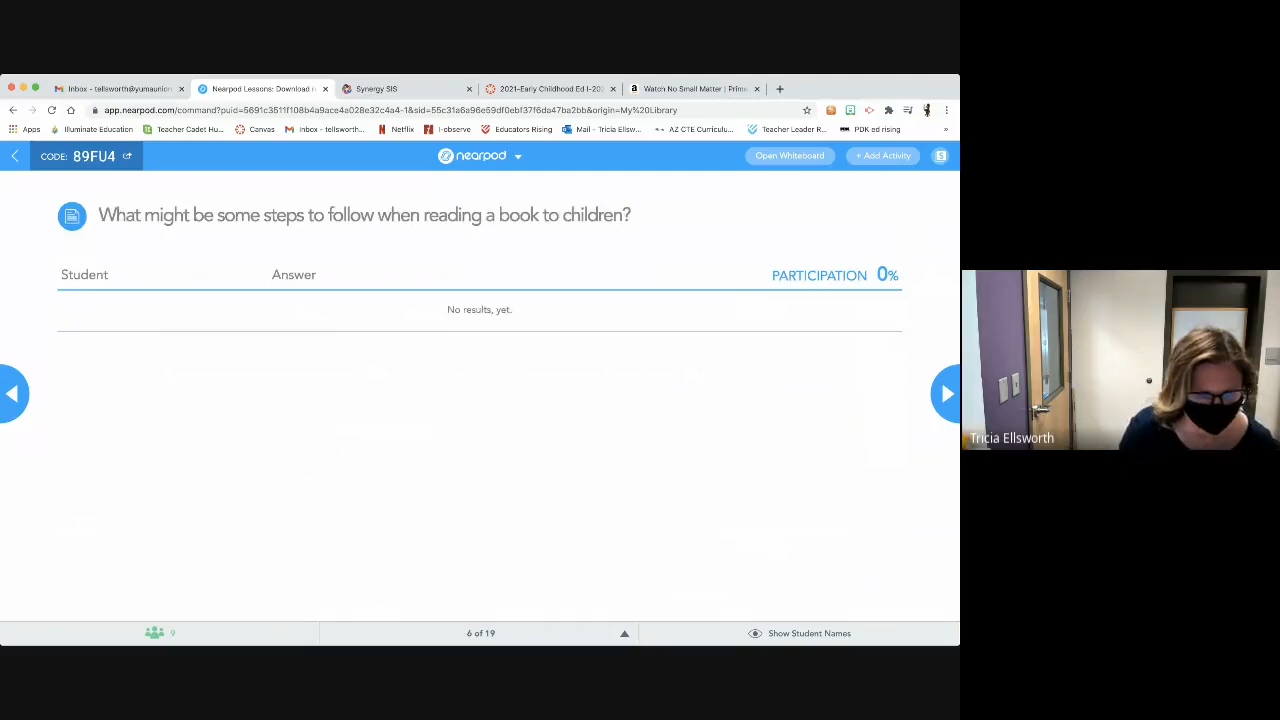 Inbox - tellsworth@yumaunion
Nearpod Lessons: Download n
Synergy SIS
2021-Early Childhood Ed I-202
Watch No Small Matter | Prime
app.nearpod.com/command?puid=5691c3511f108b4a9ace4a028e32c4a4-1&sid=55c31a6a96e59df0ebf37f6da47ba2bb&origin=My%20Library
Apps
Illuminate Education
Teacher Cadet Hu...
Canvas
Inbox - tellsworth...
Netflix
I-observe
Educators Rising
Mail - Tricia Ellsw...
AZ CTE Curriculu...
Teacher Leader R...
PDK ed rising
CODE: 89FU4
nearpod
Open Whiteboard
+ Add Activity
S
What might be some steps to follow when reading a book to children?
Student
Answer
PARTICIPATION 0%
No results, yet.
Tricia Ellsworth
9
6 of 19
Show Student Names